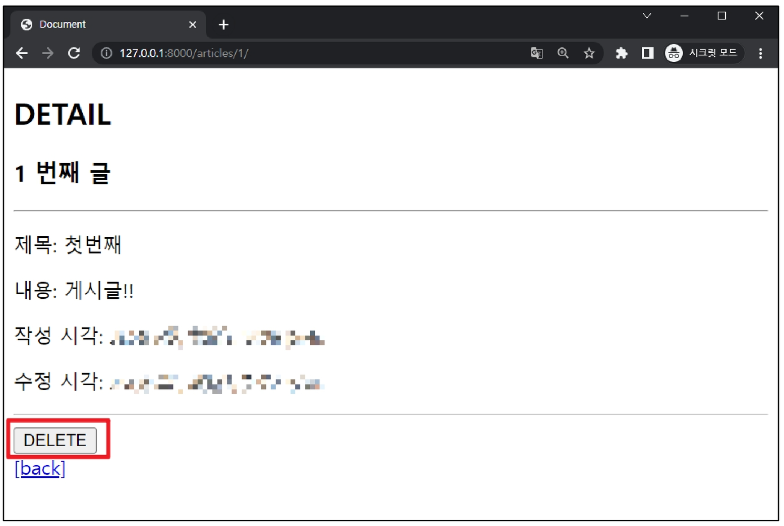 Document
127.0.0.1:8000/articles/1/
시크릿 모드
DETAIL
1 번째 글
제목: 첫번째
내용: 게시글!!
작성 시각:
수정 시각:
DELETE
[back]